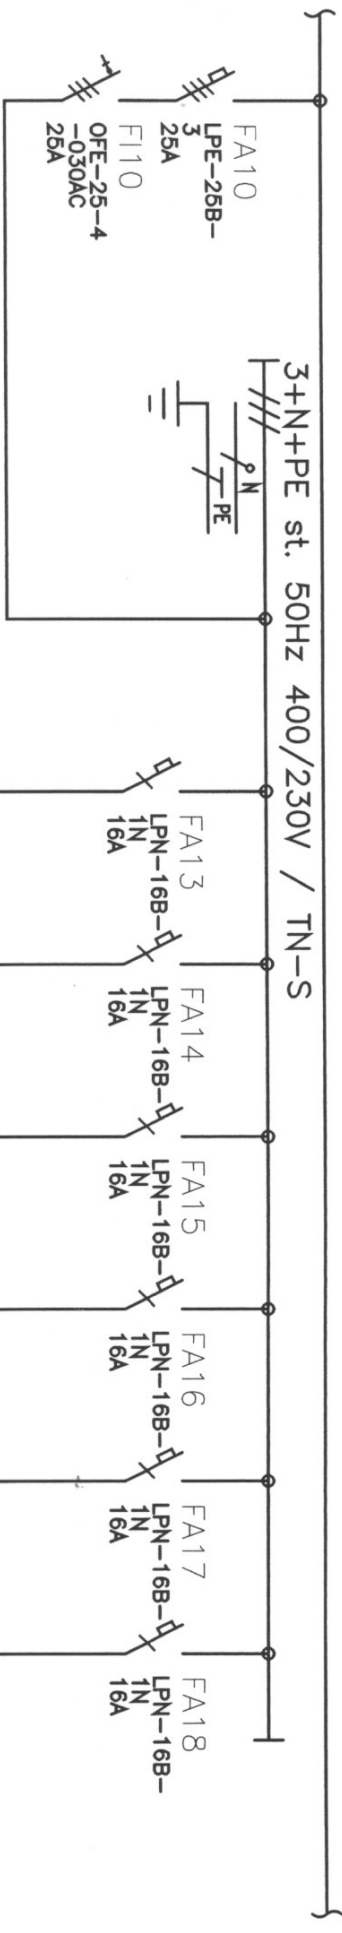 FA10
LPE-25B-
3
25A
FI10
OFE-25-4
-030AC
25A
3+N+PE st. 50Hz 400/230V / TN-S
N
PE
FA13
LPN-16B-
1N
16A
FA14
LPN-16B-
1N
16A
FA15
LPN-16B-
1N
16A
FA16
LPN-16B-
1N
16A
FA17
LPN-16B-
1N
16A
FA18
LPN-16B-
1N
16A